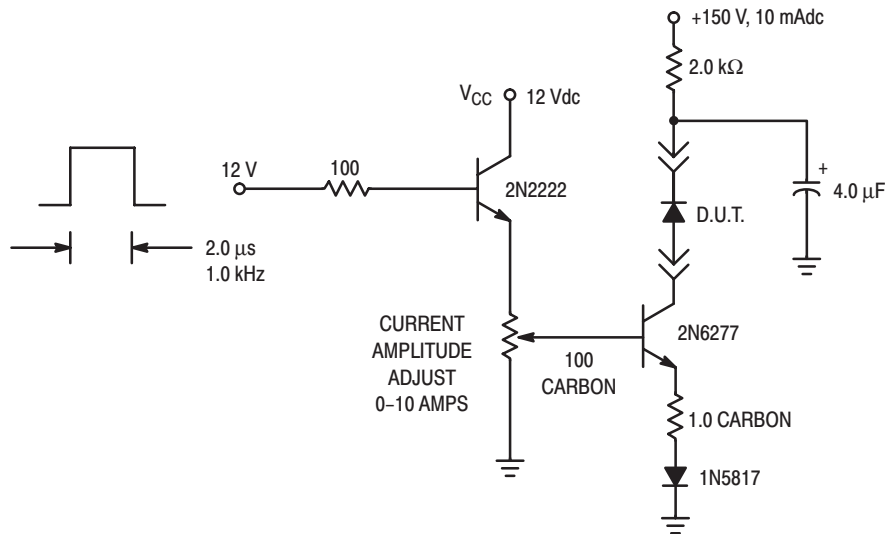 +150 V, 10 mAdc
2.0 kΩ
VCC
12 Vdc
12 V
100
2N2222
+
4.0 μF
D.U.T.
2.0 μs
1.0 kHz
CURRENT
AMPLITUDE
ADJUST
0–10 AMPS
100
CARBON
2N6277
1.0 CARBON
1N5817